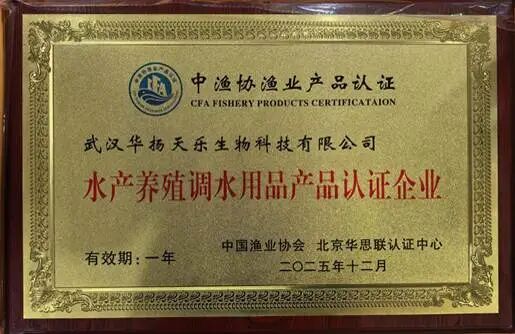 中渔协渔业产品认证
CFA FISHERY PRODUCTS CERTIFICATAION
武汉华扬天乐生物科技有限公司
水产养殖调水用品产品认证企业
中国渔业协会 北京华思联认证中心
有效期:一年
二〇二五年十二月